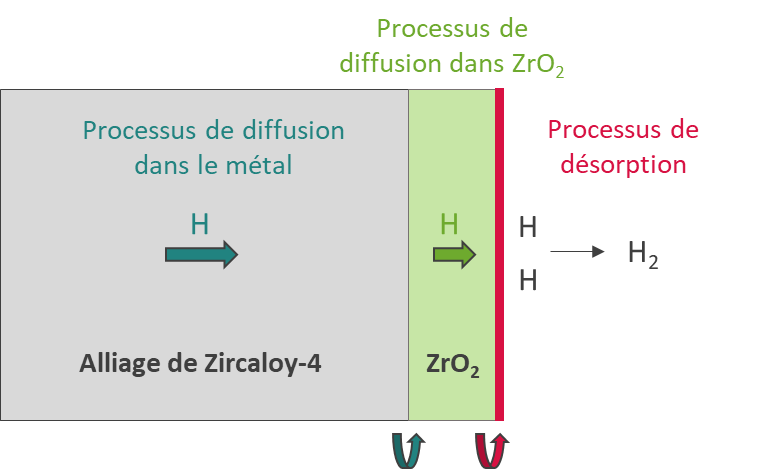 Processus de
diffusion dans ZrO₂
Processus de diffusion
dans le métal
Processus de
désorption
H
H
H
H
H₂
Alliage de Zircaloy-4
ZrO₂